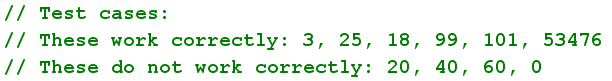 // Test cases:
// These work correctly: 3, 25, 18, 99, 101, 53476
// These do not work correctly: 20, 40, 60, 0